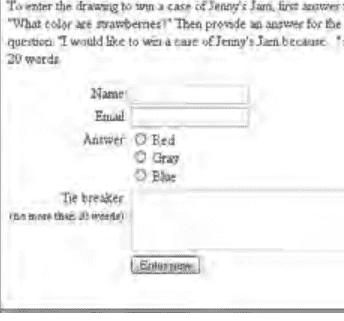 To enter the drawing to win a case of Jenny's Jam, first answer
"What color are strawberries?" Then provide an answer for the
question: "I would like to win a case of Jenny's Jam because
20 words
Name
Email
Answer
Red
Gray
Blue
Tie breaker
(no more than 20 words)
Enter now